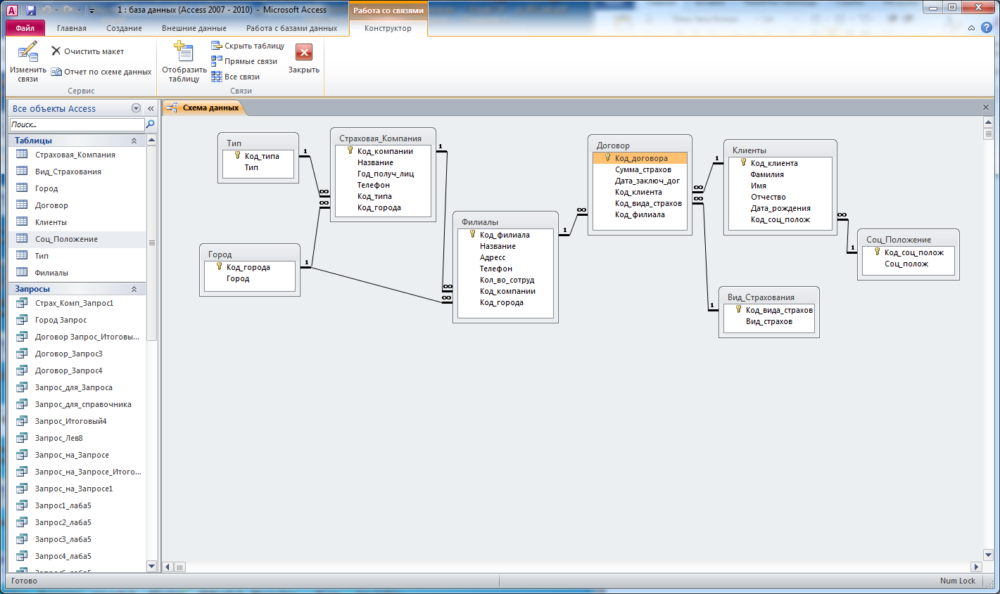 1 : база данных (Access 2007 - 2010) - Microsoft Access
Работа со связями
Файл
Главная
Создание
Внешние данные
Работа с базами данных
Конструктор
Изменить связи
Очистить макет
Отчет по схеме данных
Сервис
Отобразить таблицу
Скрыть таблицу
Прямые связи
Все связи
Связи
Закрыть
Все объекты Access
Поиск...
Таблицы
Страховая_Компания
Вид_Страхования
Город
Договор
Клиенты
Соц_Положение
Тип
Филиалы
Запросы
Страх_Комп_Запрос1
Город Запрос
Договор Запрос_Итоговы...
Договор_Запрос3
Договор_Запрос4
Запрос_для_Запроса
Запрос_для_справочника
Запрос_Итоговый4
Запрос_Лев8
Запрос_на_Запросе
Запрос_на_Запросе_Итого...
Запрос_на_Запросе1
Запрос1_лаба5
Запрос2_лаба5
Запрос3_лаба5
Запрос4_лаба5
Схема данных
Тип
Код_типа
Тип
1
∞
Страховая_Компания
Код_компании
Название
Год_получ_лиц
Телефон
Код_типа
Код_города
1
∞
Город
Код_города
Город
1
∞
Филиалы
Код_филиала
Название
Адресс
Телефон
Кол_во_сотруд
Код_компании
Код_города
1
∞
∞
Договор
Код_договора
Сумма_страхов
Дата_заключ_дог
Код_клиента
Код_вида_страхов
Код_филиала
∞
∞
Клиенты
Код_клиента
Фамилия
Имя
Отчество
Дата_рождения
Код_соц_полож
1
∞
Соц_Положение
Код_соц_полож
Соц_полож
1
Вид_Страхования
Код_вида_страхов
Вид_страхов
1
Готово
Num Lock